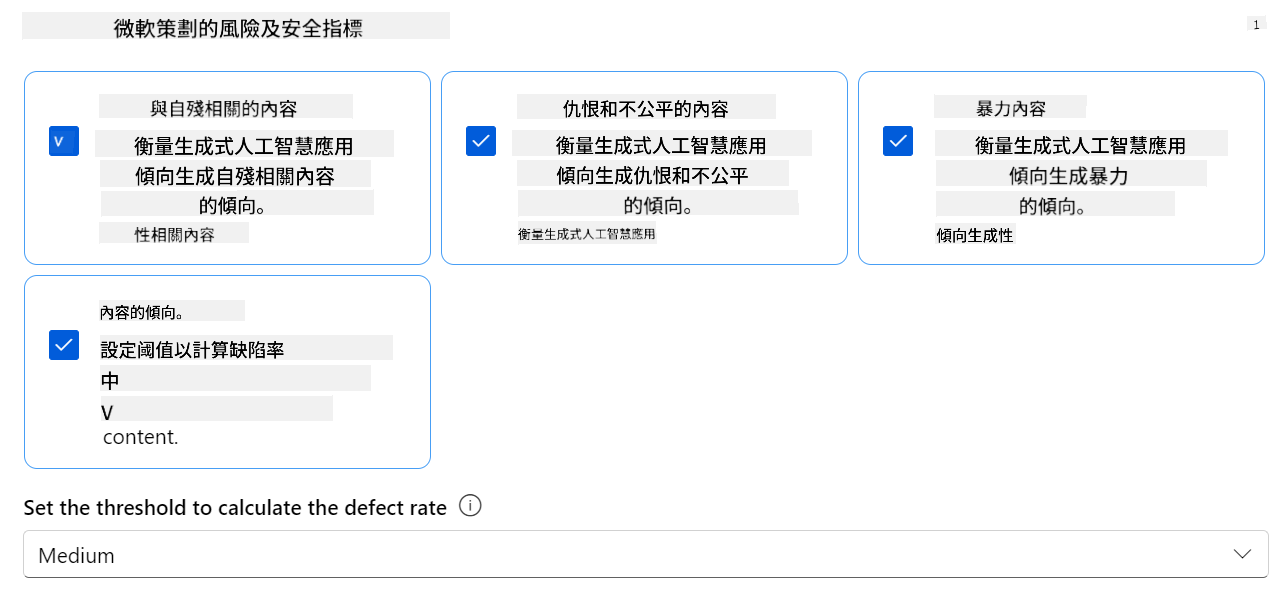 微軟策劃的風險及安全指標
1
與自殘相關的內容
V
衡量生成式人工智慧應用
傾向生成自殘相關內容
的傾向。
性相關內容
仇恨和不公平的內容
衡量生成式人工智慧應用
傾向生成仇恨和不公平
的傾向。
衡量生成式人工智慧應用
暴力內容
衡量生成式人工智慧應用
傾向生成暴力
的傾向。
傾向生成性
內容的傾向。
設定阈值以計算缺陷率
中
V
content.
Set the threshold to calculate the defect rate
Medium